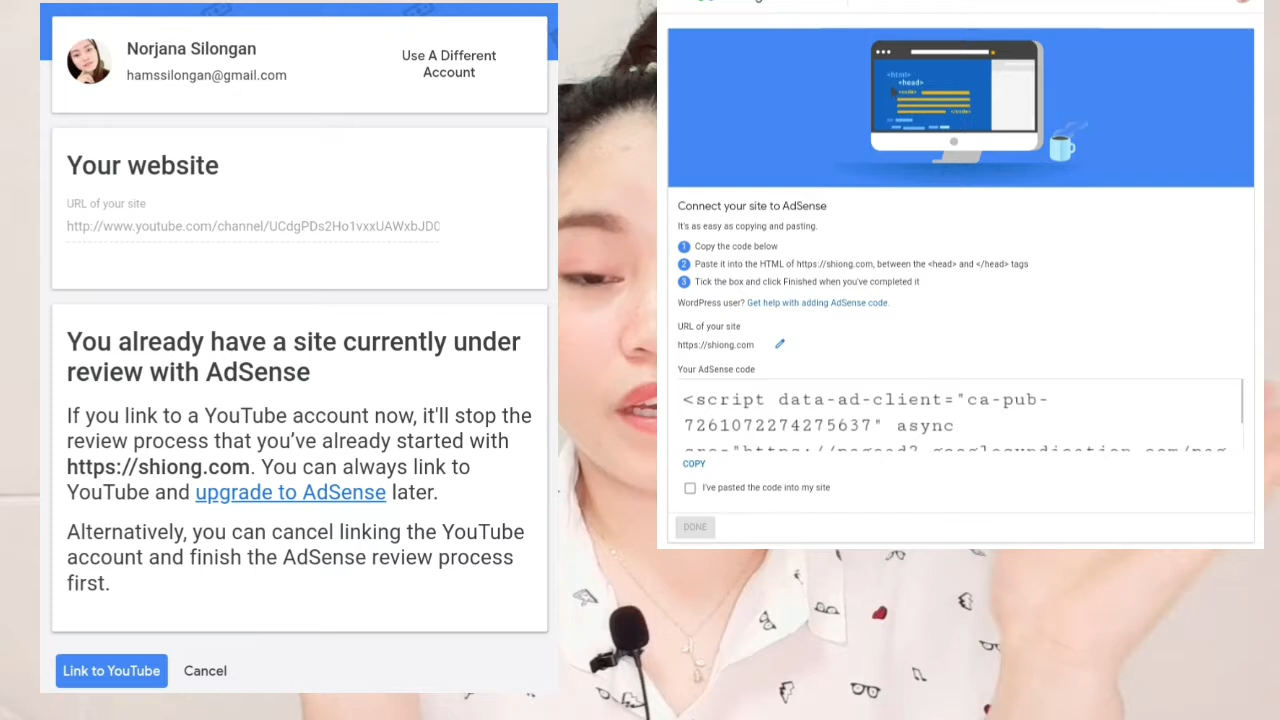 Norjana Silongan
hamssilongan@gmail.com
Use A Different
Account
Your website
URL of your site
http://www.youtube.com/channel/UCdgPDs2Ho1vxxUAWxbJD
You already have a site currently under
review with AdSense
If you link to a YouTube account now, it'll stop the
review process that you've already started with
https://shiong.com. You can always link to
YouTube and upgrade to AdSense later.
Alternatively, you can cancel linking the YouTube
account and finish the AdSense review process
first.
Link to YouTube
Cancel
<html>
<head>
<code>
</code>
Connect your site to AdSense
It's as easy as copying and pasting.
1 Copy the code below
2 Paste it into the HTML of https://shiong.com, between the <head> and </head> tags
3 Tick the box and click Finished when you've completed it
WordPress user? Get help with adding AdSense code.
URL of your site
https://shiong.com
Your AdSense code
<script data-ad-client="ca-pub-
7261072274275637" async
COPY
I've pasted the code into my site
DONE